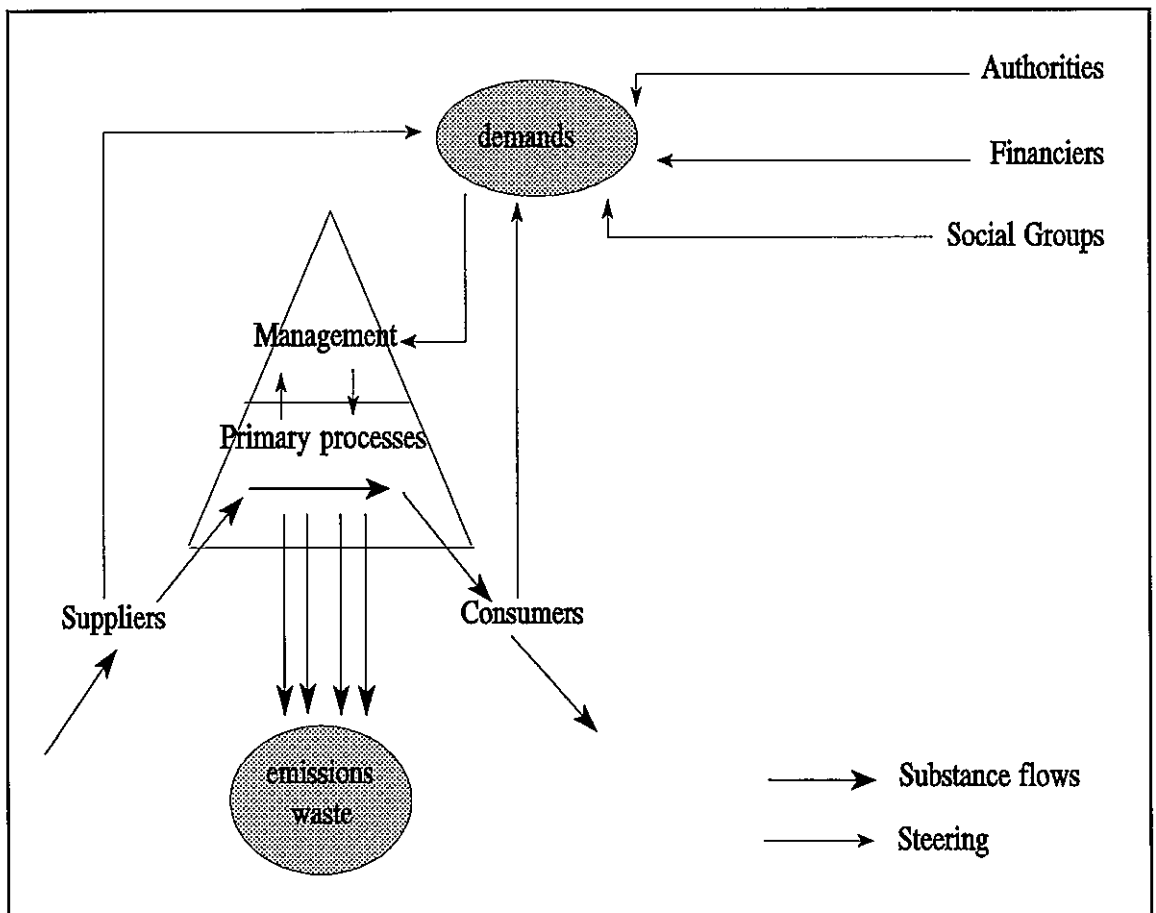 Authorities
demands
Financiers
Social Groups
Management
Primary processes
Suppliers
Consumers
emissions
waste
Substance flows
Steering